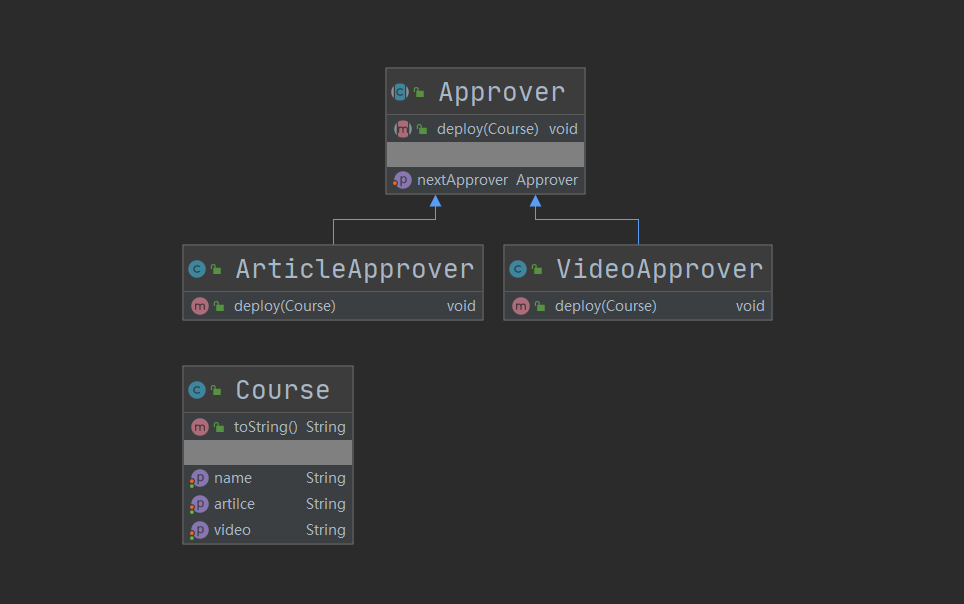 Approver
deploy(Course) void
nextApprover Approver
ArticleApprover
deploy(Course) void
VideoApprover
deploy(Course) void
Course
toString() String
name String
artilce String
video String